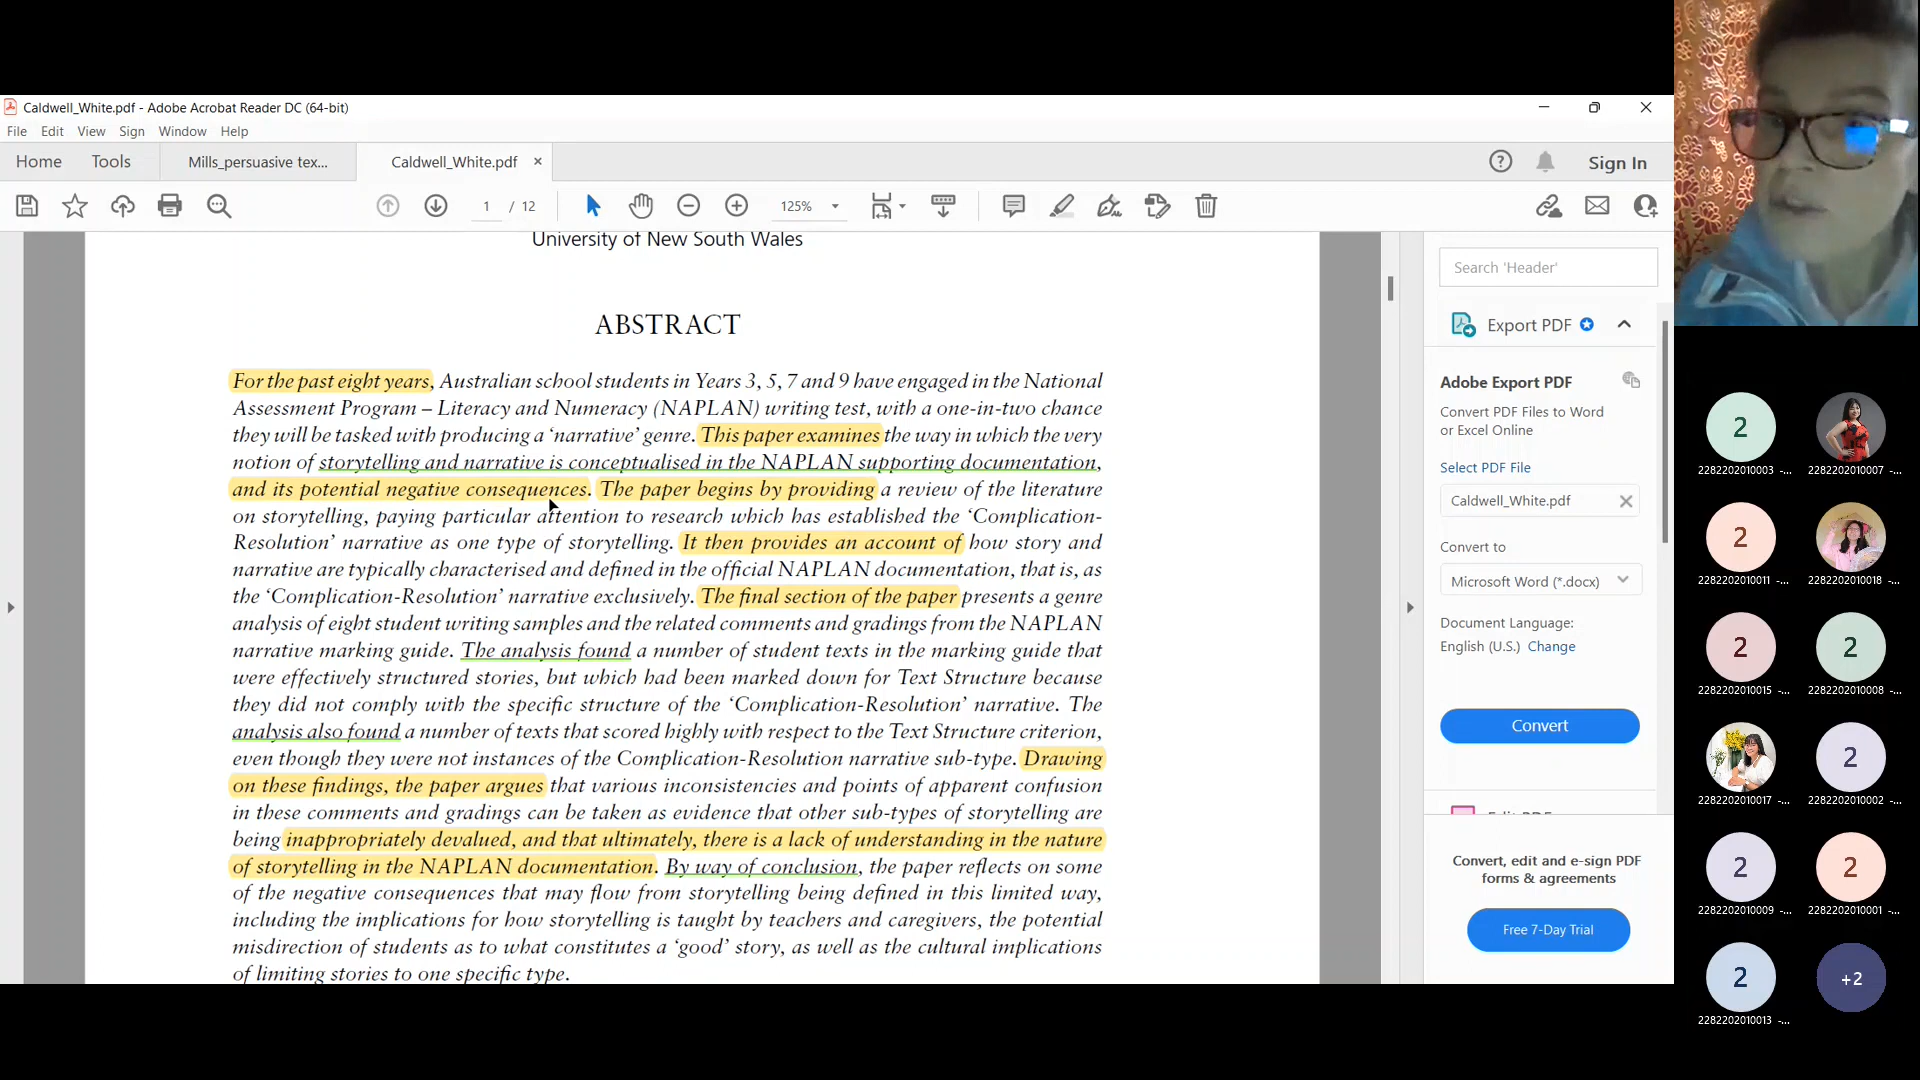 Caldwell_White.pdf - Adobe Acrobat Reader DC (64-bit)
File Edit View Sign Window Help
Home Tools Mills_persuasive tex... Caldwell_White.pdf × Sign In
1 / 12 125%
University of New South Wales
ABSTRACT
For the past eight years, Australian school students in Years 3, 5, 7 and 9 have engaged in the National
Assessment Program – Literacy and Numeracy (NAPLAN) writing test, with a one-in-two chance
they will be tasked with producing a ‘narrative’ genre. This paper examines the way in which the very
notion of storytelling and narrative is conceptualised in the NAPLAN supporting documentation,
and its potential negative consequences. The paper begins by providing a review of the literature
on storytelling, paying particular attention to research which has established the ‘Complication-
Resolution’ narrative as one type of storytelling. It then provides an account of how story and
narrative are typically characterised and defined in the official NAPLAN documentation, that is, as
the ‘Complication-Resolution’ narrative exclusively. The final section of the paper presents a genre
analysis of eight student writing samples and the related comments and gradings from the NAPLAN
narrative marking guide. The analysis found a number of student texts in the marking guide that
were effectively structured stories, but which had been marked down for Text Structure because
they did not comply with the specific structure of the ‘Complication-Resolution’ narrative. The
analysis also found a number of texts that scored highly with respect to the Text Structure criterion,
even though they were not instances of the Complication-Resolution narrative sub-type. Drawing
on these findings, the paper argues that various inconsistencies and points of apparent confusion
in these comments and gradings can be taken as evidence that other sub-types of storytelling are
being inappropriately devalued, and that ultimately, there is a lack of understanding in the nature
of storytelling in the NAPLAN documentation. By way of conclusion, the paper reflects on some
of the negative consequences that may flow from storytelling being defined in this limited way,
including the implications for how storytelling is taught by teachers and caregivers, the potential
misdirection of students as to what constitutes a ‘good’ story, as well as the cultural implications
of limiting stories to one specific type.
Search 'Header'
Export PDF
Adobe Export PDF
Convert PDF Files to Word
or Excel Online
Select PDF File
Caldwell_White.pdf
Convert to
Microsoft Word (*.docx)
Document Language:
English (U.S.) Change
Convert
Convert, edit and e-sign PDF
forms & agreements
Free 7-Day Trial
2
2282202010003 -... 2282202010007 -...
2
2282202010011 -... 2282202010018 -...
2 2
2282202010015 -... 2282202010008 -...
2
2282202010017 -... 2282202010002 -...
2 2
2282202010009 -... 2282202010001 -...
2 +2
2282202010013 -...